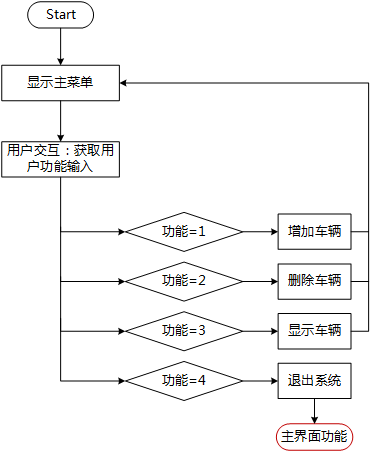 Start
显示主菜单
用户交互：获取用
户功能输入
功能=1
增加车辆
功能=2
删除车辆
功能=3
显示车辆
功能=4
退出系统
主界面功能